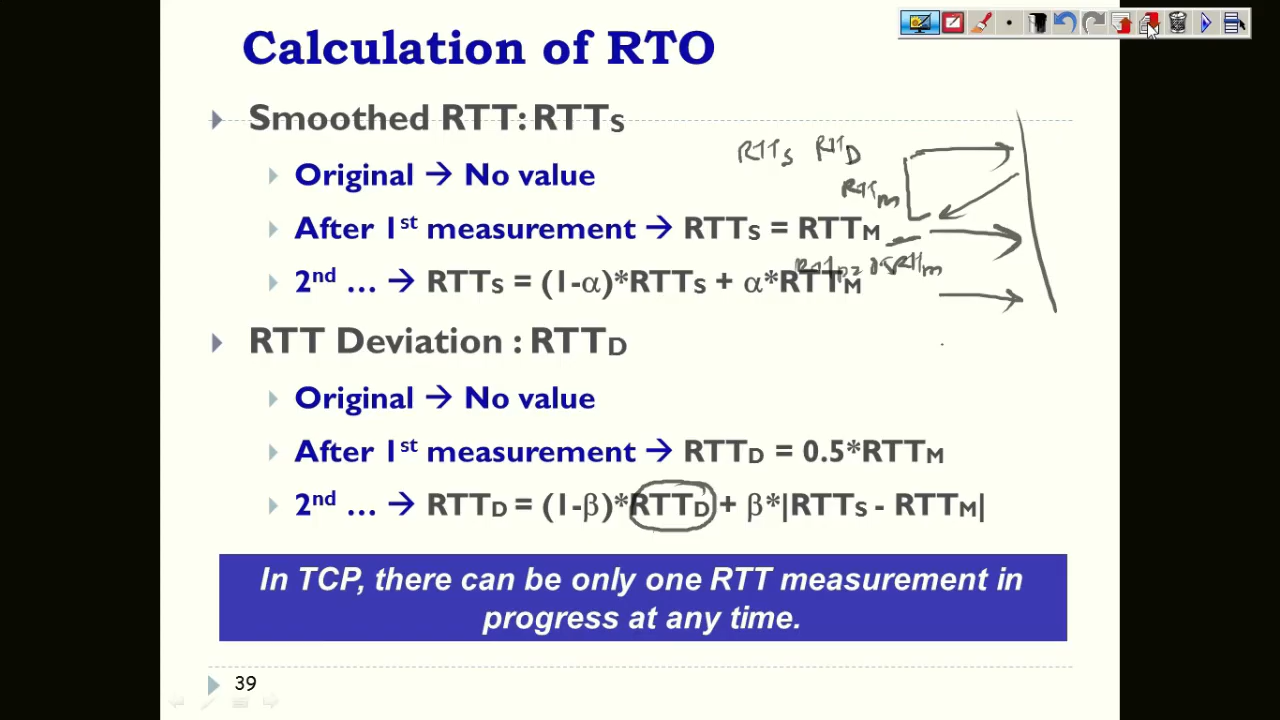 Calculation of RTO
Smoothed RTT: RTTS
RTTS RTTD
Original → No value
RTTm
After 1st measurement → RTTS = RTTM
2nd ... → RTTS = (1-α)*RTTS + α*RTTM
RTT Deviation : RTTD
Original → No value
After 1st measurement → RTTD = 0.5*RTTM
2nd ... → RTTD = (1-β)*RTTD + β*|RTTS - RTTM|
In TCP, there can be only one RTT measurement in
progress at any time.
39